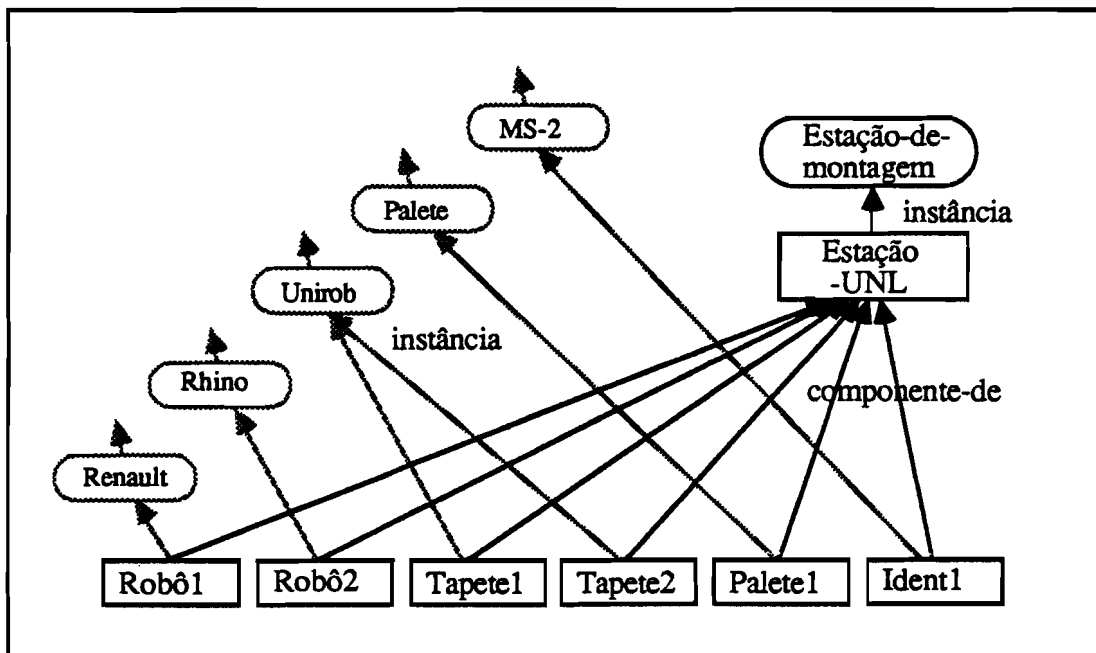 MS-2
Estação-de-
montagem
Palete
instância
Estação
-UNL
Unirob
instância
Rhino
componente-de
Renault
Robô1
Robô2
Tapete1
Tapete2
Palete1
Ident1